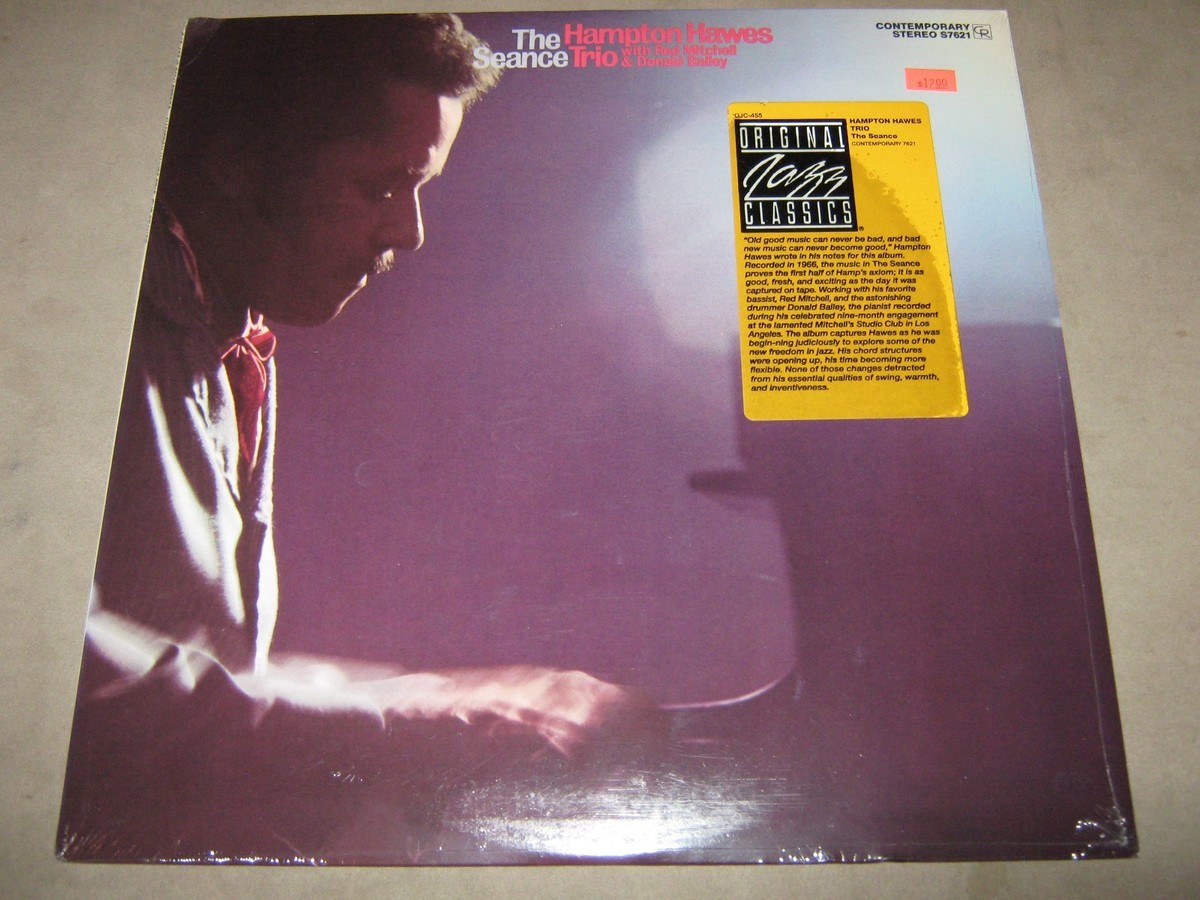 The Hampton Hawes
Seance Trio with Red Mitchell
& Donald Bailey
CONTEMPORARY
STEREO S7621 CR
$1200
OJC-455
ORIGINAL
Jazz
CLASSICS®
HAMPTON HAWES
TRIO
The Seance
CONTEMPORARY 7621
"Old good music can never be bad, and bad
new music can never become good," Hampton
Hawes wrote in his notes for this album.
Recorded in 1966, the music in The Seance
proves the first half of Hamp's axiom; it is as
good, fresh, and exciting as the day it was
captured on tape. Working with his favorite
bassist, Red Mitchell, and the astonishing
drummer Donald Bailey, the pianist recorded
during his celebrated nine-month engagement
at the lamented Mitchell's Studio Club in Los
Angeles. The album captures Hawes as he was
begin-ning judiciously to explore some of the
new freedom in jazz. His chord structures
were opening up, his time becoming more
flexible. None of those changes detracted
from his essential qualities of swing, warmth,
and inventiveness.